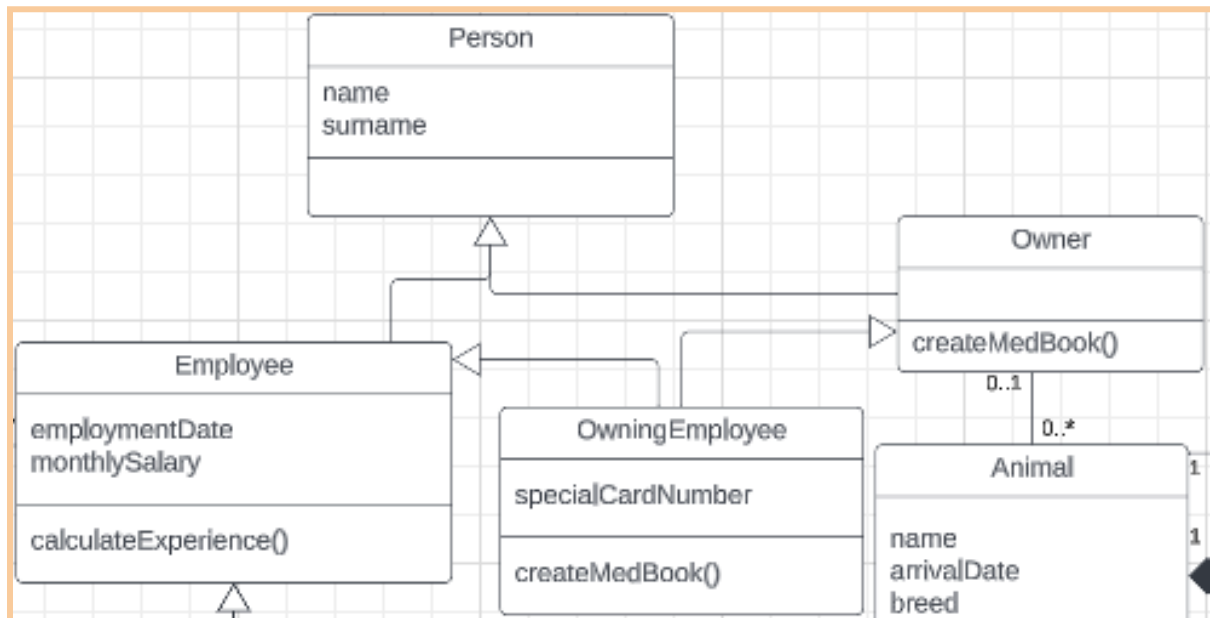 Person
name
surname
Owner
createMedBook()
0..1
0..*
Employee
employmentDate
monthlySalary
calculateExperience()
OwningEmployee
specialCardNumber
createMedBook()
Animal
1
name
1
arrivalDate
breed